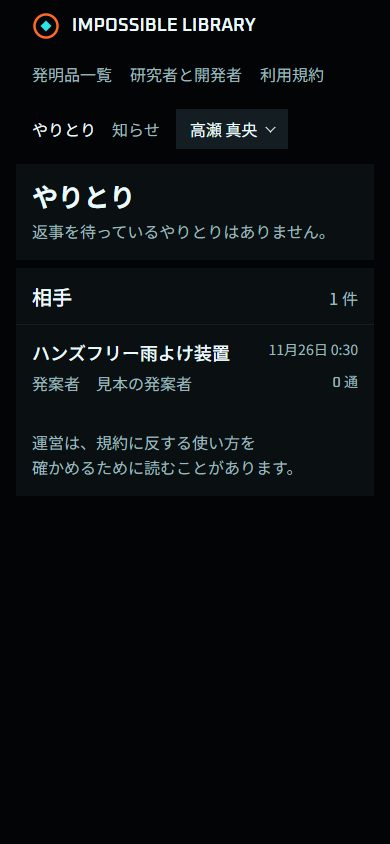 IMPOSSIBLE LIBRARY
発明品一覧 研究者と開発者 利用規約
やりとり 知らせ 高瀬 真央
やりとり
返事を待っているやりとりはありません。
相手 1 件
ハンズフリー雨よけ装置 11月26日 0:30
発案者 見本の発案者 0 通
運営は、規約に反する使い方を
確かめるために読むことがあります。